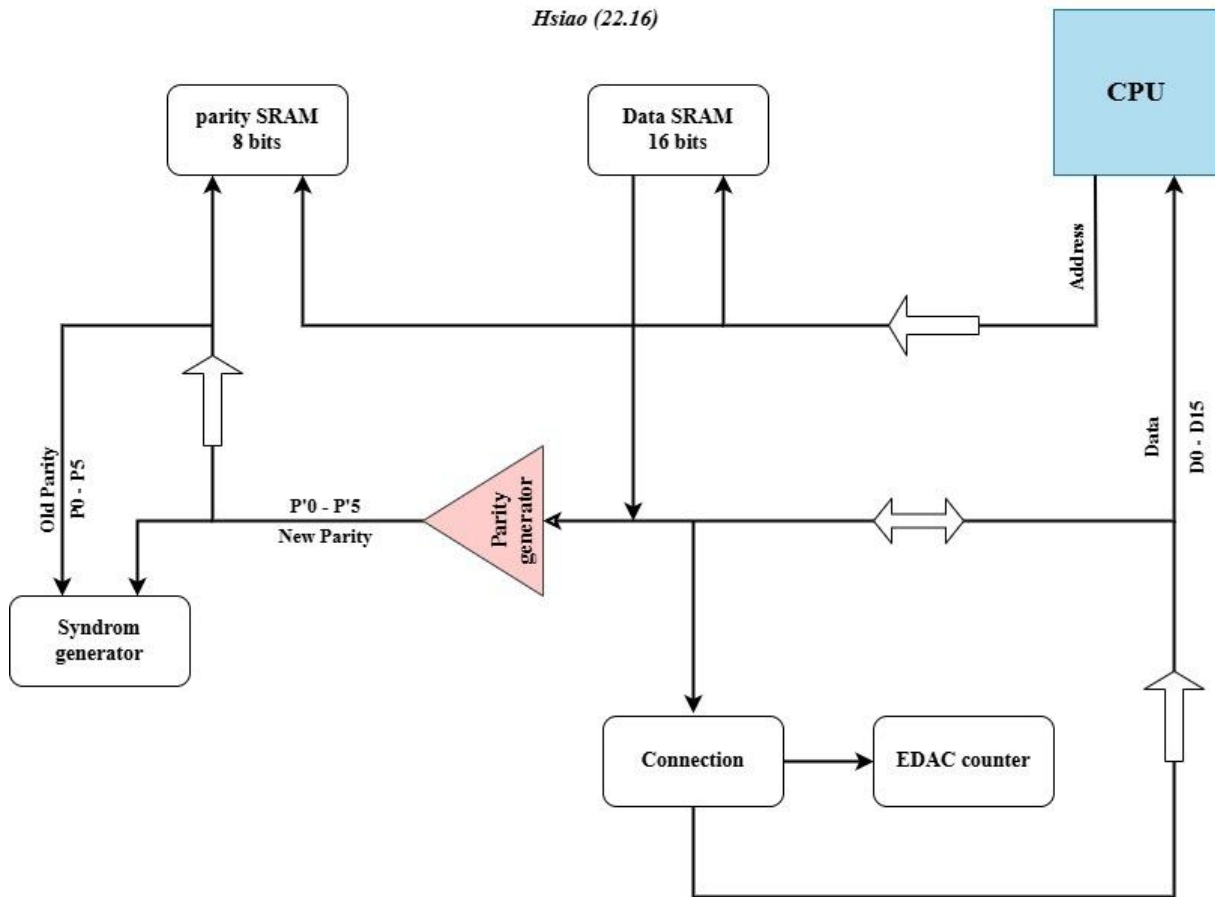 Hsiao (22.16)
parity SRAM
8 bits
Data SRAM
16 bits
CPU
Address
Data
D0 - D15
Old Parity
P0 - P5
P'0 - P'5
New Parity
Parity
generator
Syndrom
generator
Connection
EDAC counter